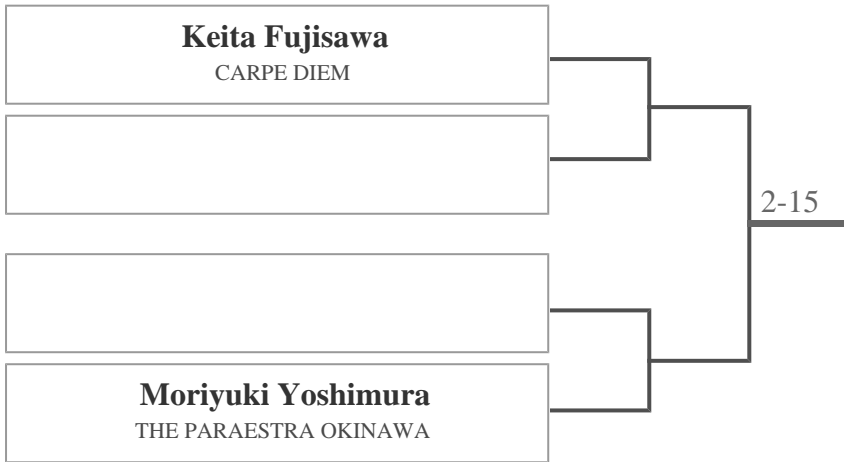 Keita Fujisawa
CARPE DIEM
2-15
Moriyuki Yoshimura
THE PARAESTRA OKINAWA